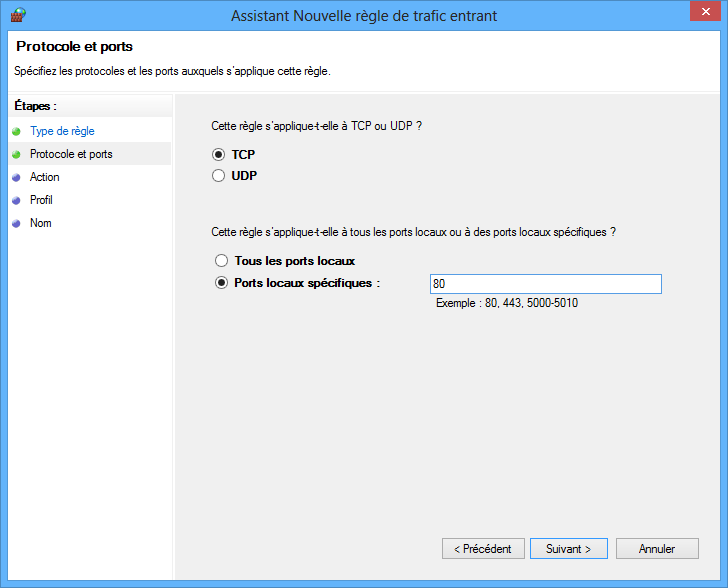 Assistant Nouvelle règle de trafic entrant
Protocole et ports
Spécifiez les protocoles et les ports auxquels s'applique cette règle.
Étapes :
Type de règle
Protocole et ports
Action
Profil
Nom
Cette règle s'applique-t-elle à TCP ou UDP ?
TCP
UDP
Cette règle s'applique-t-elle à tous les ports locaux ou à des ports locaux spécifiques ?
Tous les ports locaux
Ports locaux spécifiques : 80
Exemple : 80, 443, 5000-5010
< Précédent Suivant > Annuler